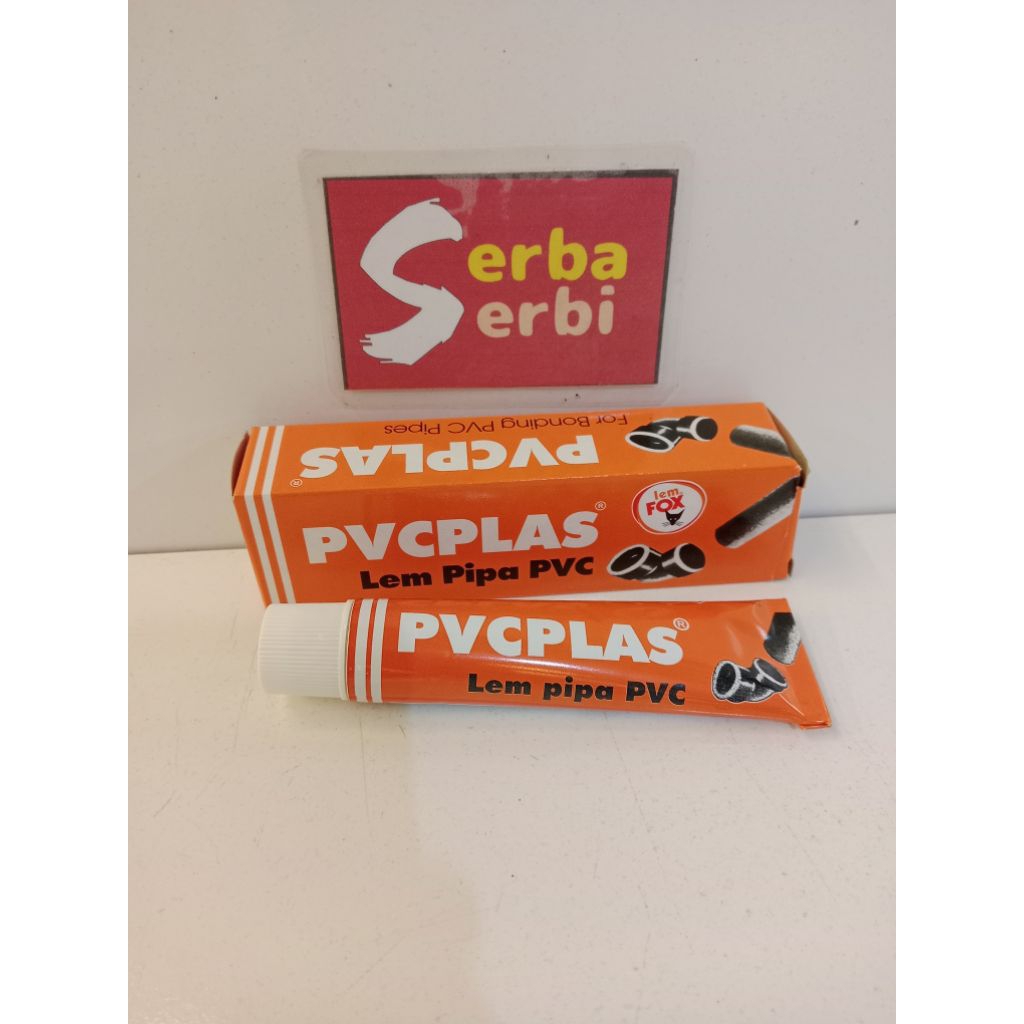 Serba
Serbi
For Bonding PVC Pipes
PVCPLAS®
PVCPLAS®
lem
FOX
Lem Pipa PVC
PVCPLAS®
Lem pipa PVC